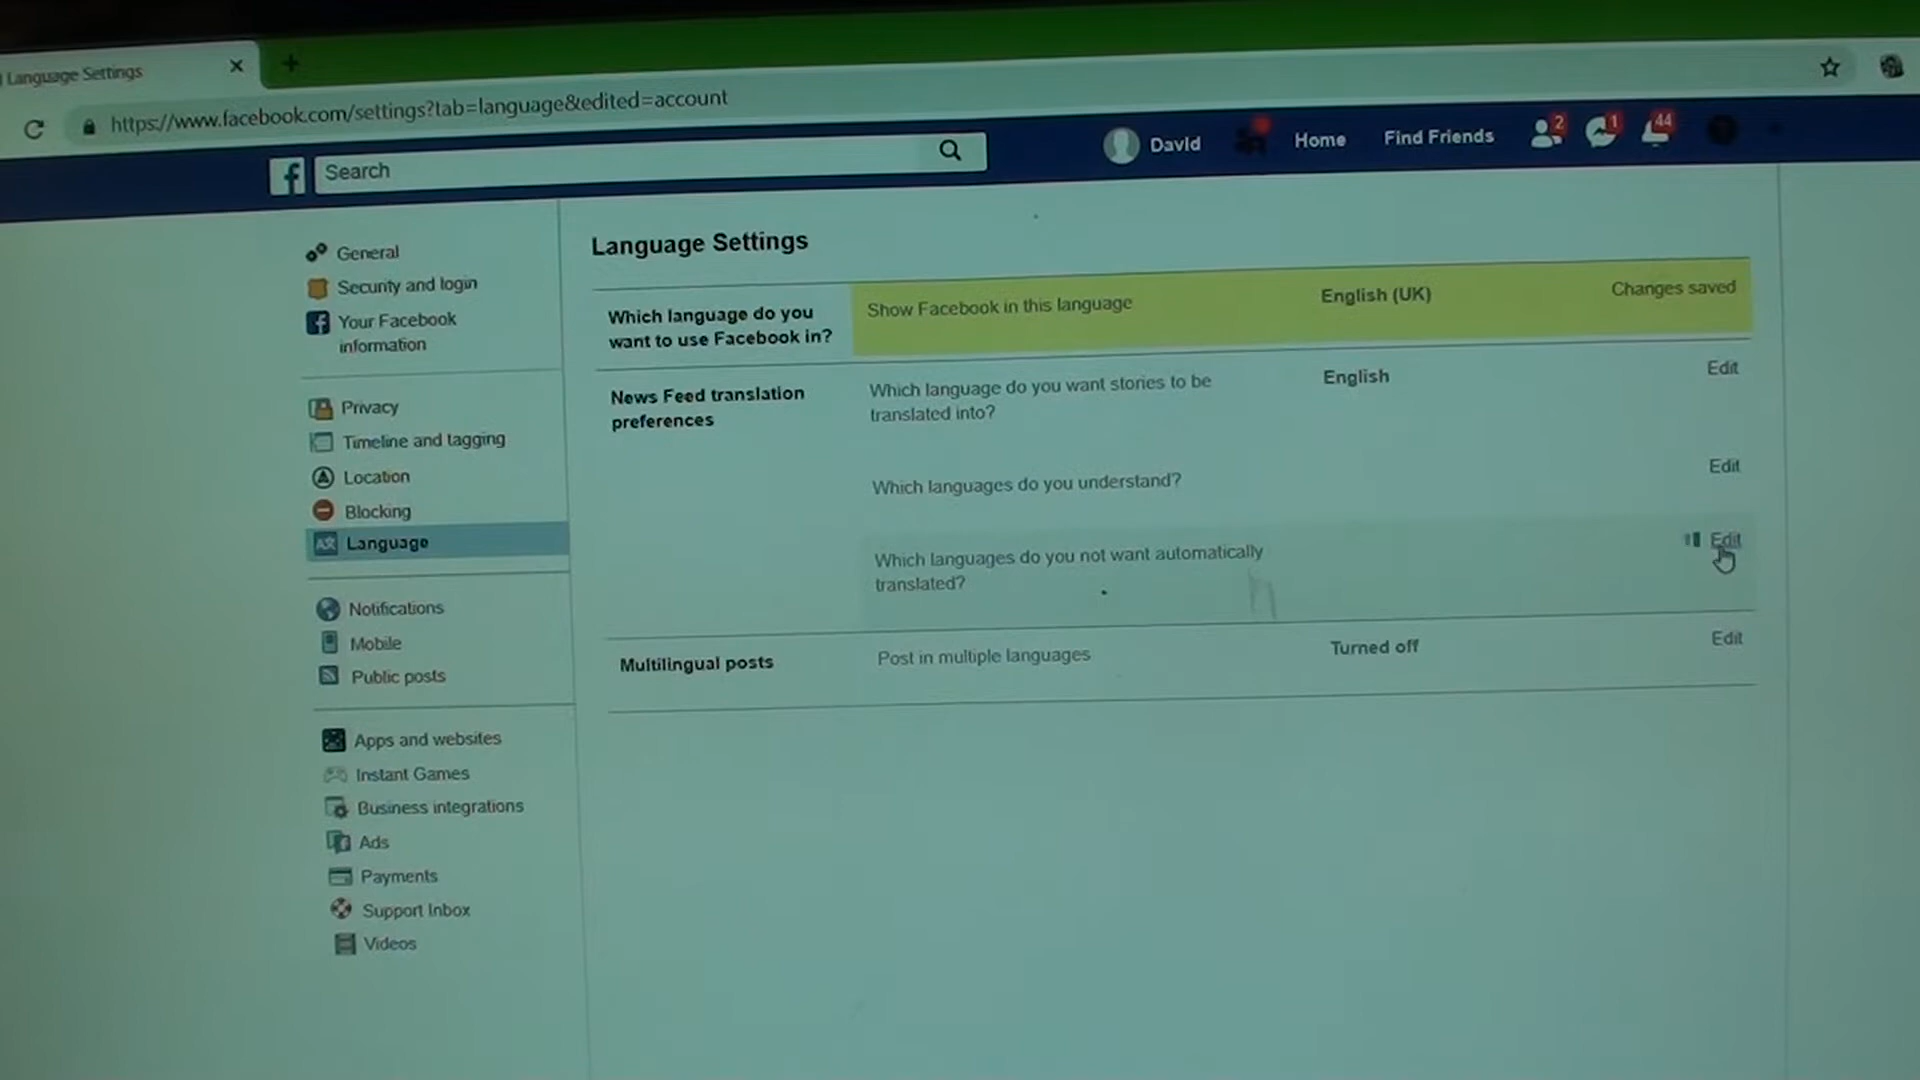 Language Settings
https://www.facebook.com/settings?tab=language&edited=account
Search
David
Home
Find Friends
2
1
44
General
Security and login
Your Facebook
information
Privacy
Timeline and tagging
Location
Blocking
Language
Notifications
Mobile
Public posts
Apps and websites
Instant Games
Business integrations
Ads
Payments
Support Inbox
Videos
Language Settings
Which language do you
want to use Facebook in?
Show Facebook in this language
English (UK)
Changes saved
News Feed translation
preferences
Which language do you want stories to be
translated into?
English
Edit
Which languages do you understand?
Edit
Which languages do you not want automatically
translated?
Edit
Multilingual posts
Post in multiple languages
Turned off
Edit